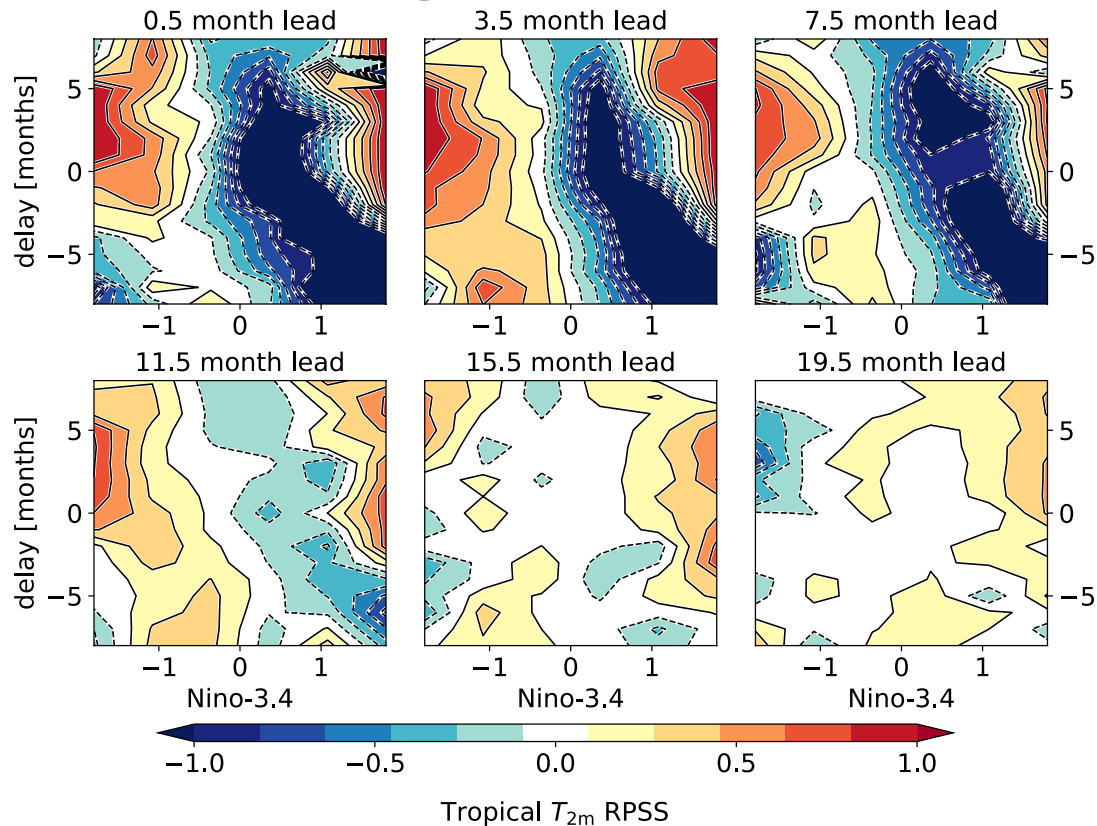 0.5 month lead
3.5 month lead
7.5 month lead
delay [months]
5
0
−5
5
0
−5
−1
0
1
−1
0
1
−1
0
1
11.5 month lead
15.5 month lead
19.5 month lead
delay [months]
5
0
−5
5
0
−5
−1
0
1
−1
0
1
−1
0
1
Nino-3.4
Nino-3.4
Nino-3.4
−1.0
−0.5
0.0
0.5
1.0
Tropical T2m RPSS